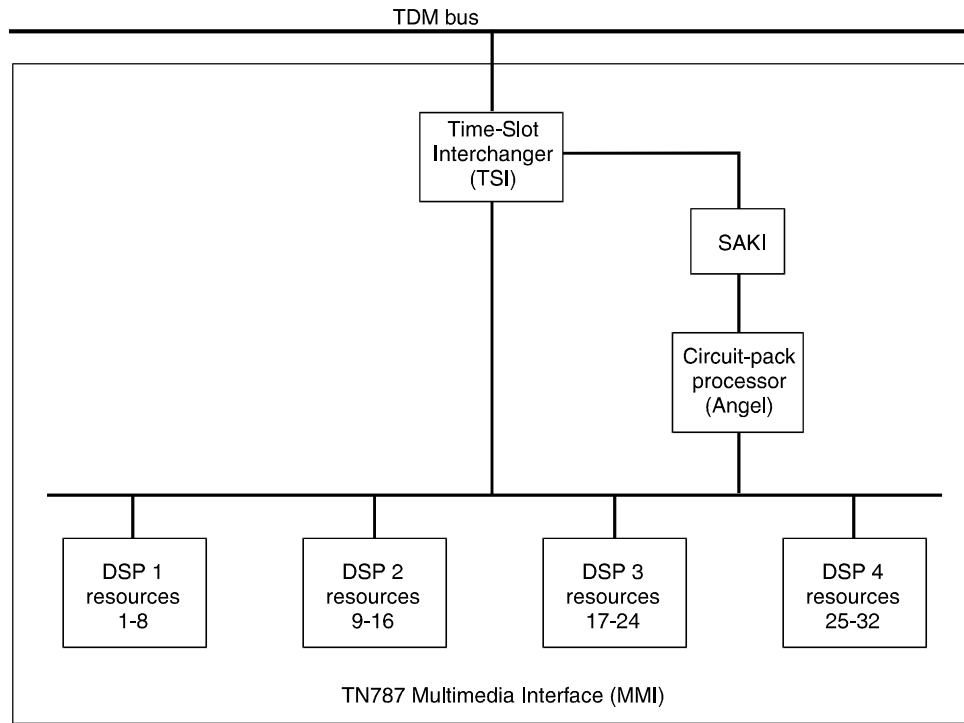 TDM bus
Time-Slot
Interchanger
(TSI)
SAKI
Circuit-pack
processor
(Angel)
DSP 1
resources
1-8
DSP 2
resources
9-16
DSP 3
resources
17-24
DSP 4
resources
25-32
TN787 Multimedia Interface (MMI)